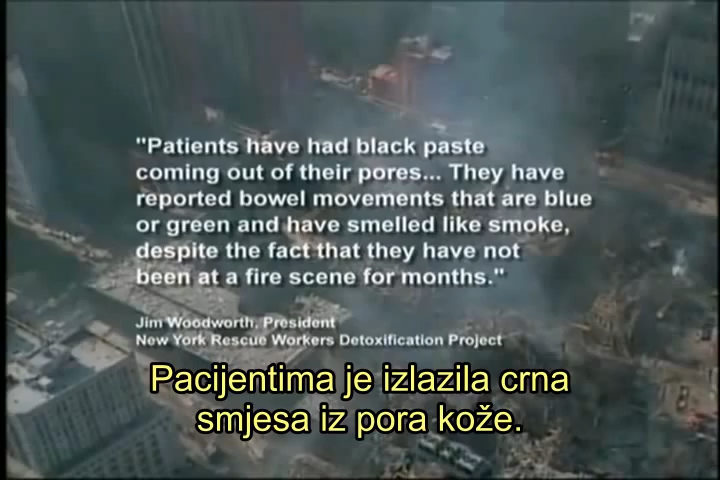 "Patients have had black paste
coming out of their pores... They have
reported bowel movements that are blue
or green and have smelled like smoke,
despite the fact that they have not
been at a fire scene for months."
Jim Woodworth, President
New York Rescue Workers Detoxification Project
Pacijentima je izlazila crna
smjesa iz pora kože.